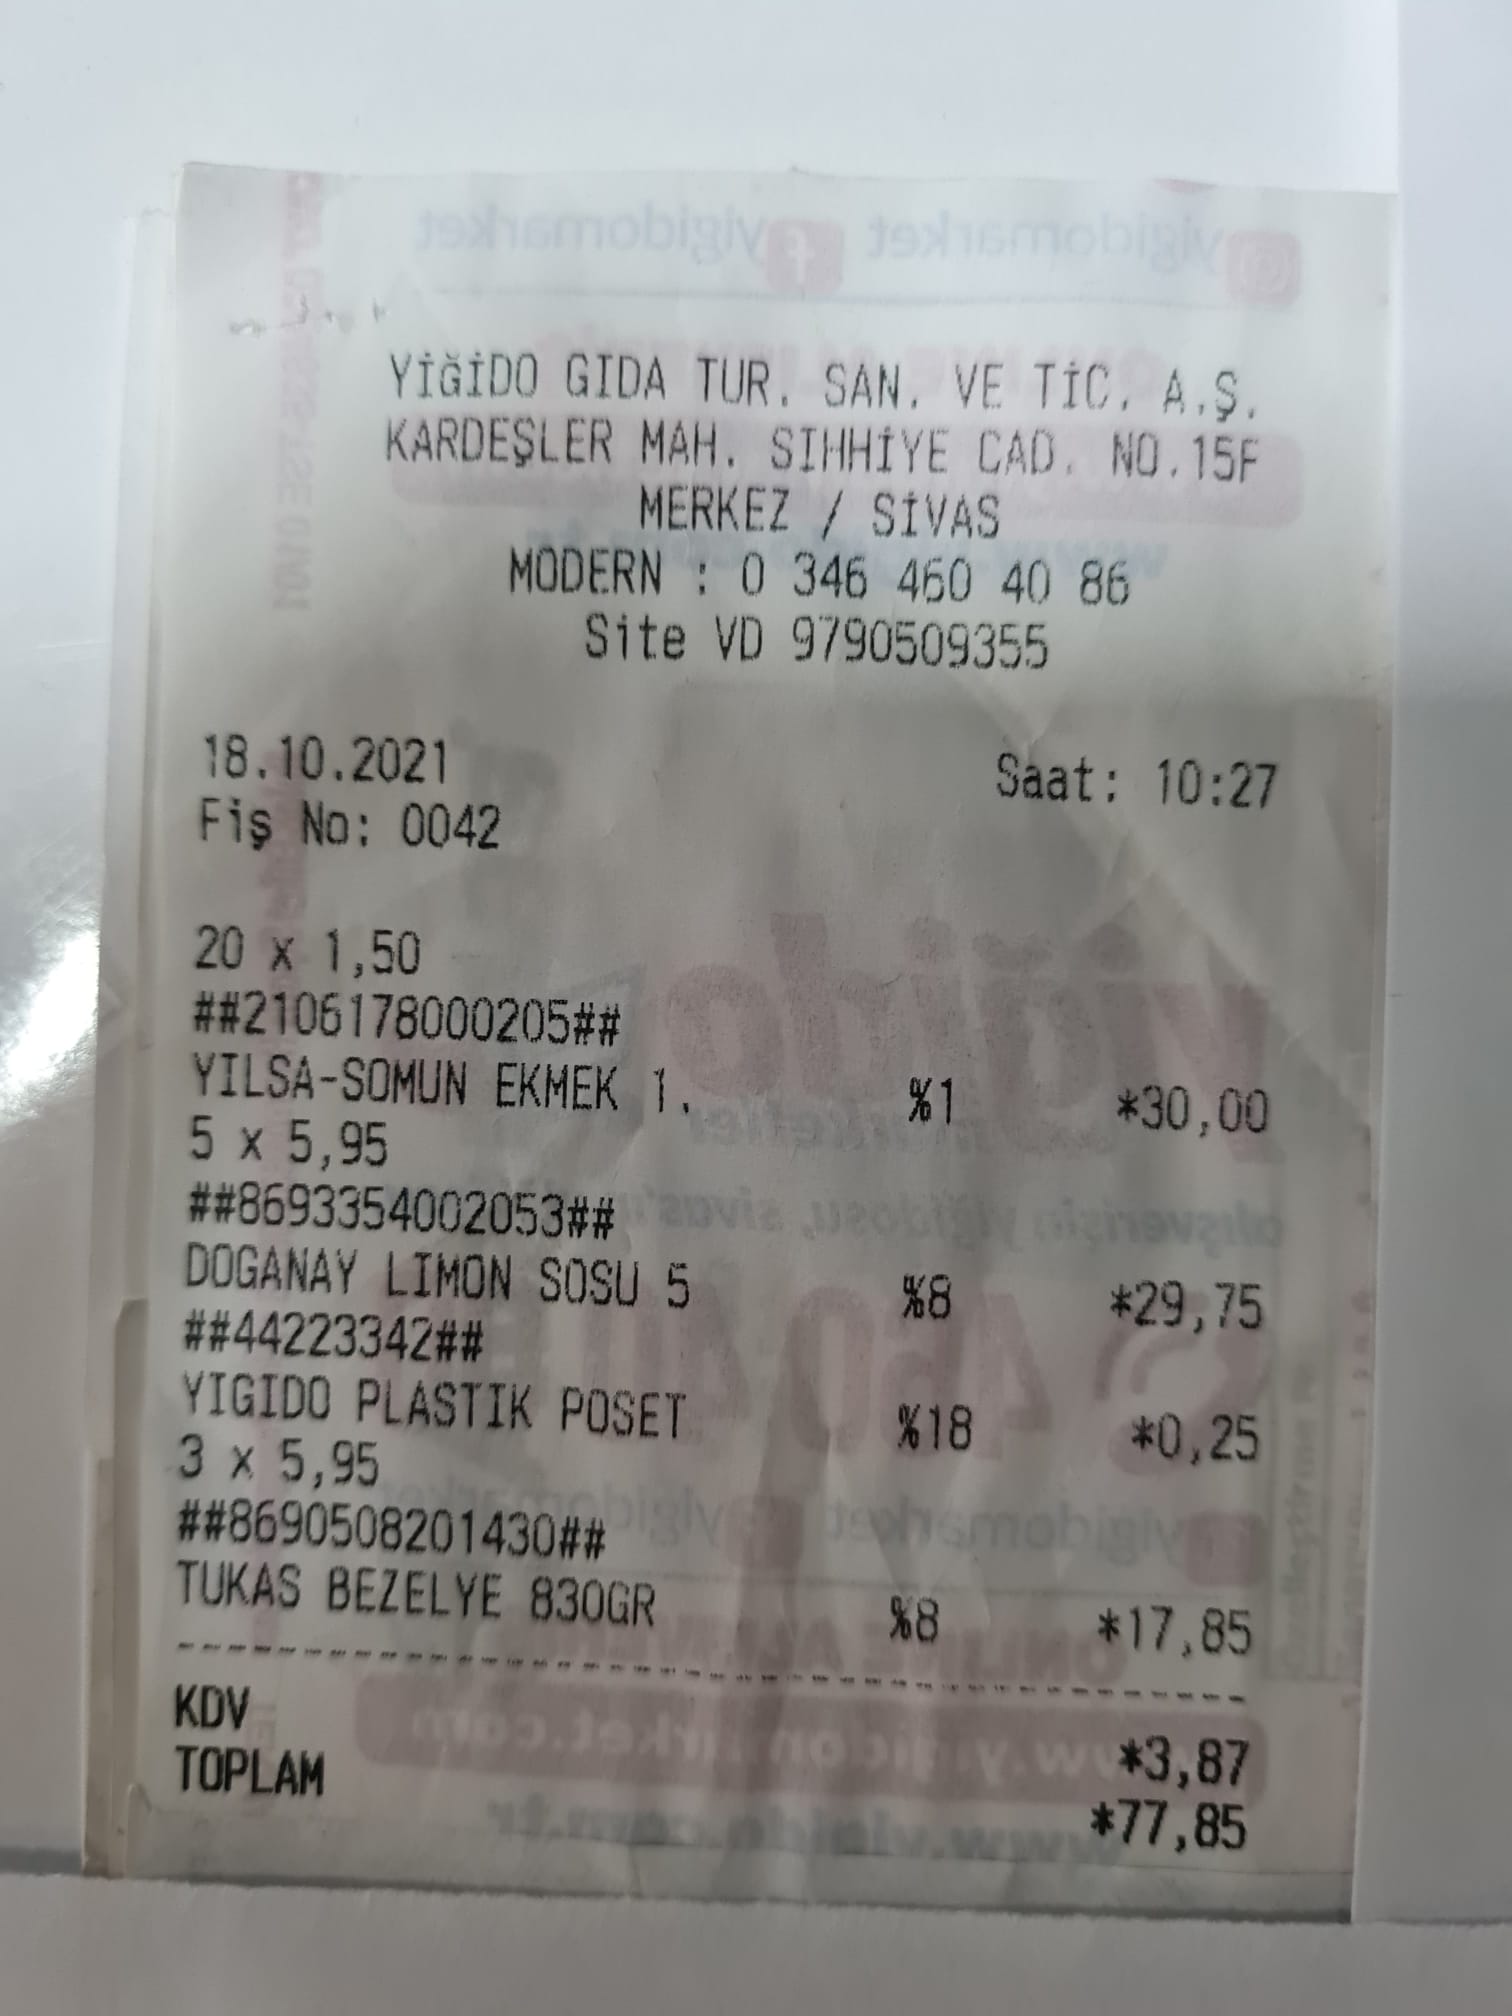 YİĞİDO GIDA TUR. SAN. VE TİC. A.Ş.
KARDEŞLER MAH. SIHHİYE CAD. NO.15F
MERKEZ / SİVAS
MODERN : 0 346 460 40 86
Site VD 9790509355
18.10.2021 Saat: 10:27
Fiş No: 0042
20 x 1,50
##2106178000205##
YILSA-SOMUN EKMEK 1. %1 *30,00
5 x 5,95
##8693354002053##
DOGANAY LIMON SOSU 5 %8 *29,75
##44223342##
YIGIDO PLASTIK POSET %18 *0,25
3 x 5,95
##8690508201430##
TUKAS BEZELYE 830GR %8 *17,85
KDV *3,87
TOPLAM *77,85
yigidomarket yigidomarket